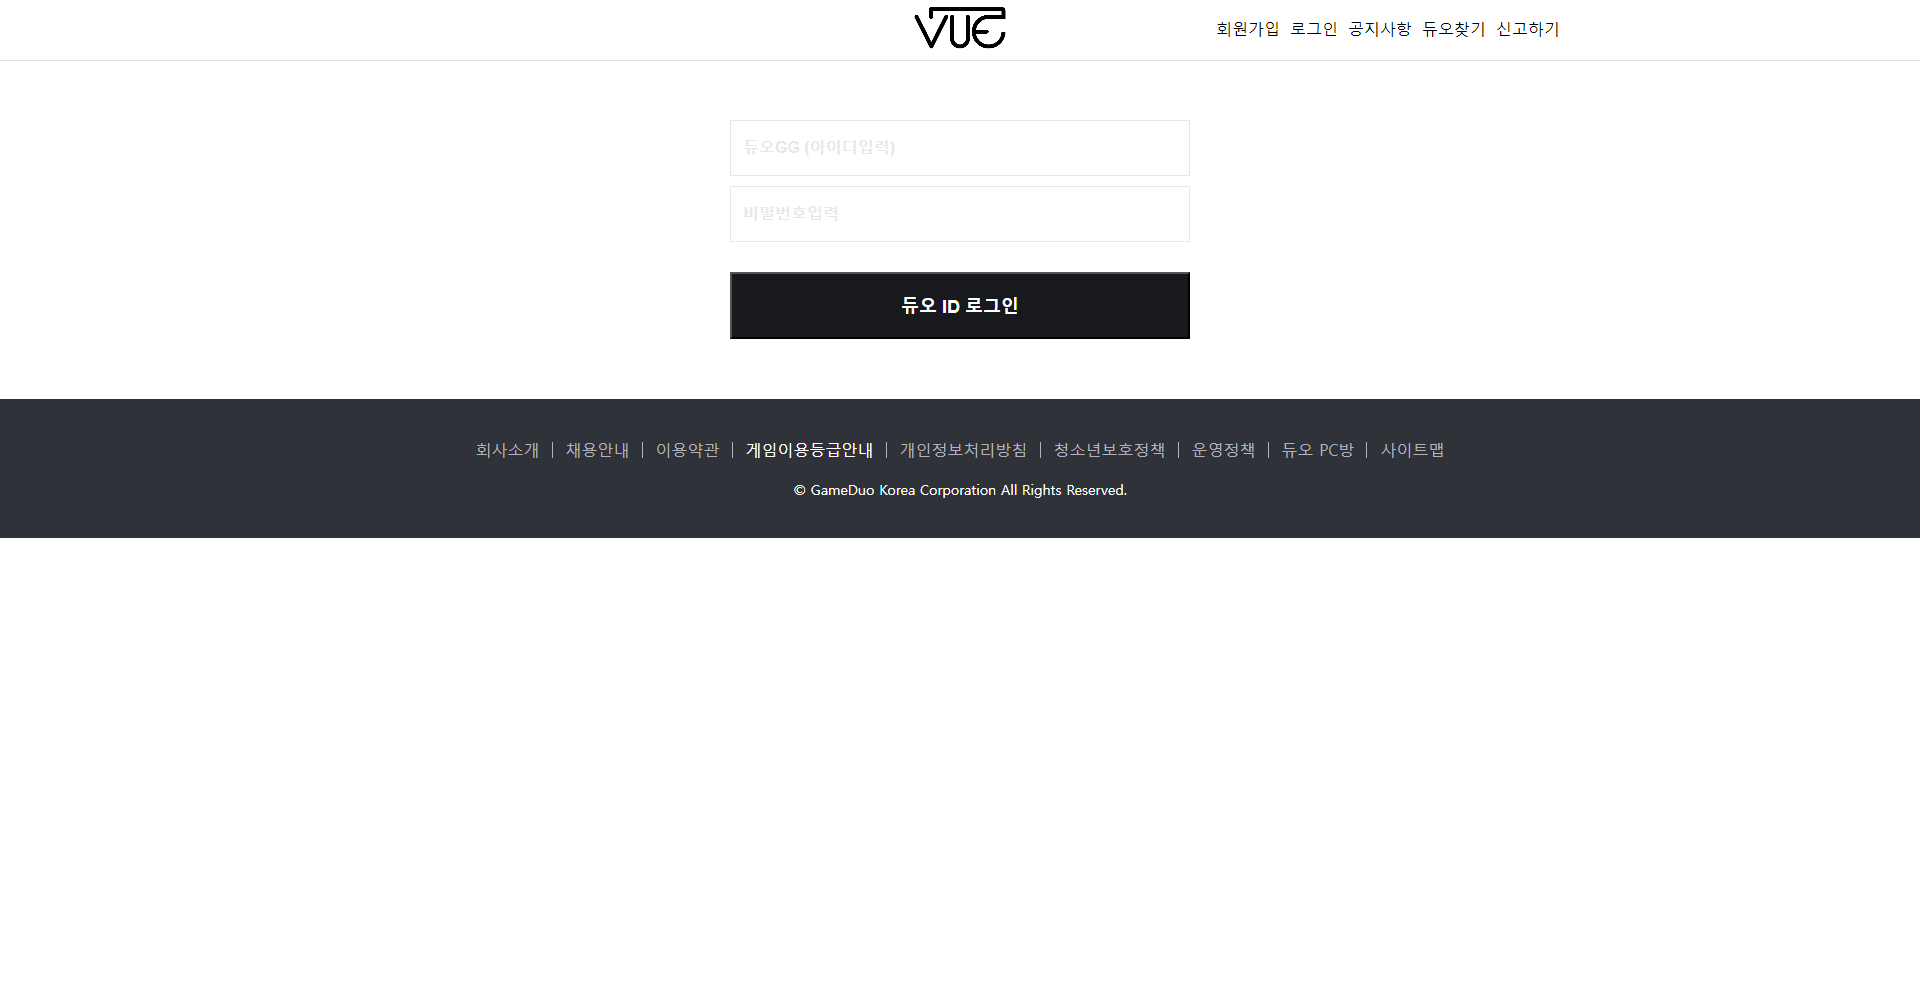 VUE
회원가입 로그인 공지사항 듀오찾기 신고하기
듀오GG (아이디입력)
비밀번호입력
듀오 ID 로그인
회사소개 | 채용안내 | 이용약관 | 게임이용등급안내 | 개인정보처리방침 | 청소년보호정책 | 운영정책 | 듀오 PC방 | 사이트맵
© GameDuo Korea Corporation All Rights Reserved.